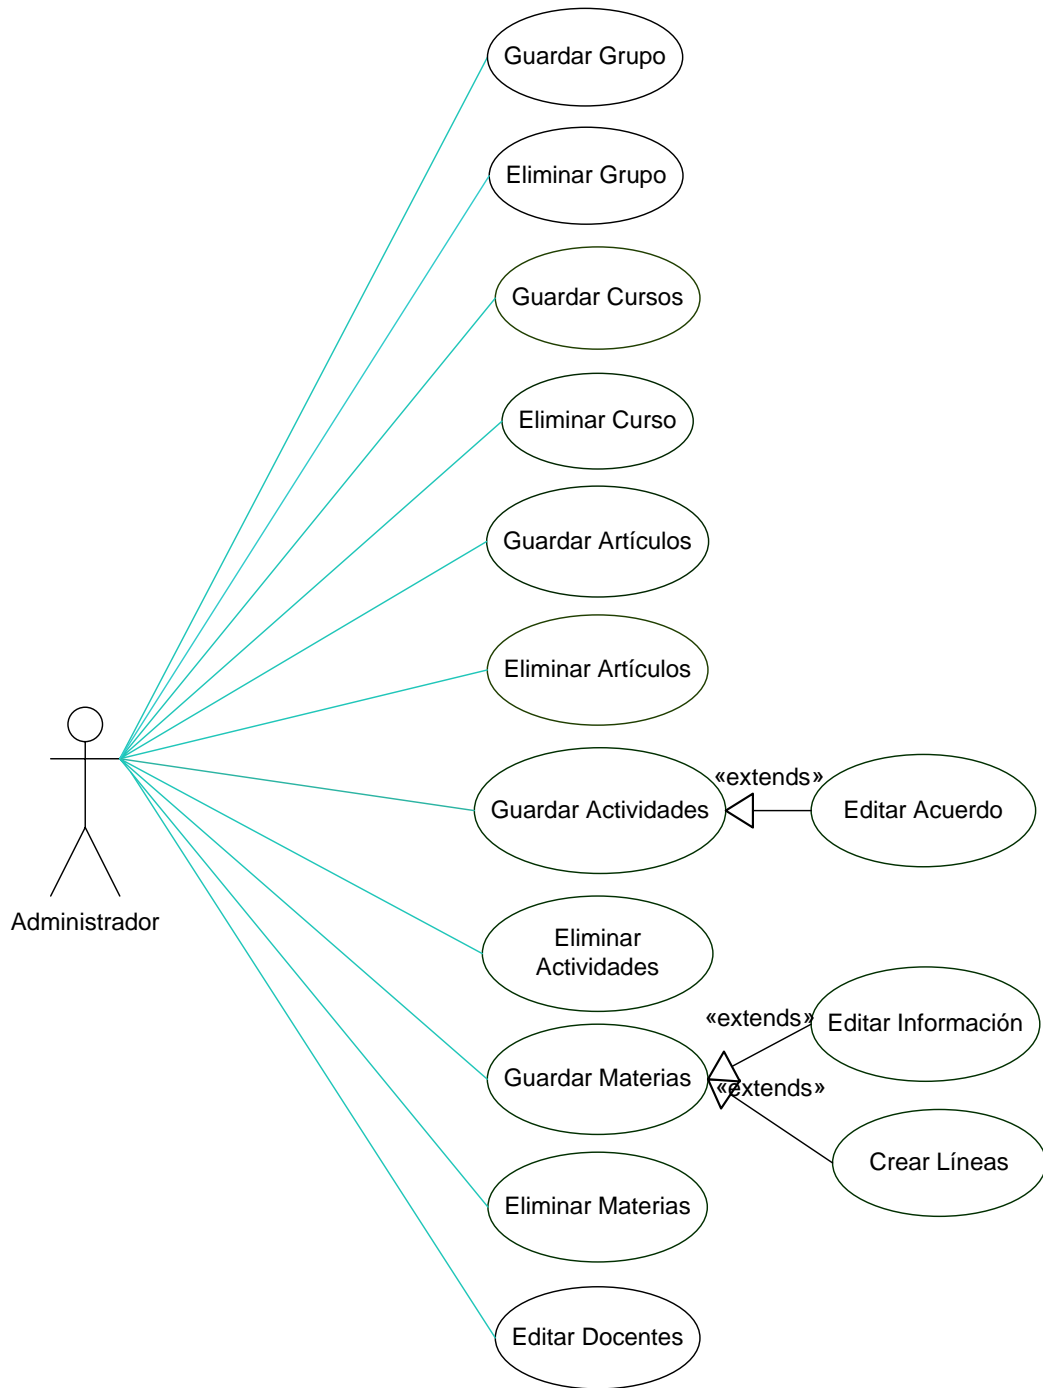 Guardar Grupo
Eliminar Grupo
Guardar Cursos
Eliminar Curso
Guardar Artículos
Eliminar Artículos
Guardar Actividades
«extends»
Editar Acuerdo
Administrador
Eliminar
Actividades
«extends»
Editar Información
Guardar Materias
«extends»
Crear Líneas
Eliminar Materias
Editar Docentes